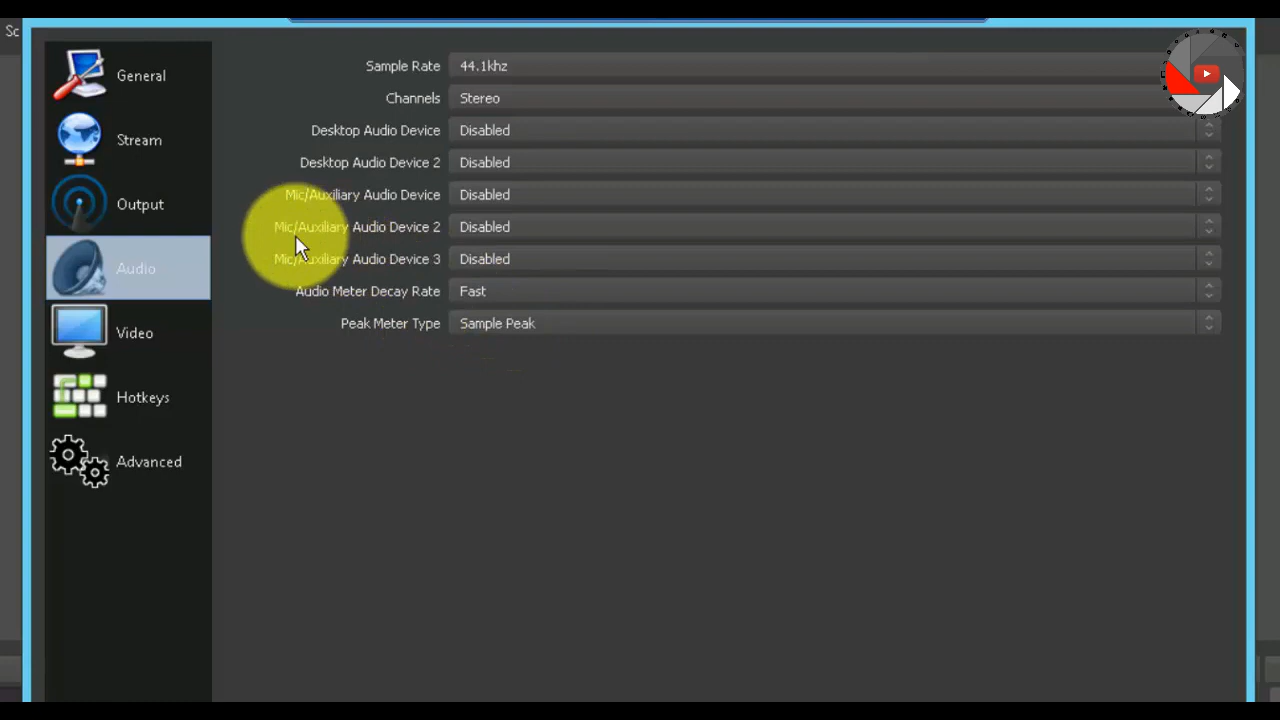 Sc
General
Stream
Output
Audio
Video
Hotkeys
Advanced
Sample Rate 44.1khz
Channels Stereo
Desktop Audio Device Disabled
Desktop Audio Device 2 Disabled
Mic/Auxiliary Audio Device Disabled
Mic/Auxiliary Audio Device 2 Disabled
Mic/Auxiliary Audio Device 3 Disabled
Audio Meter Decay Rate Fast
Peak Meter Type Sample Peak